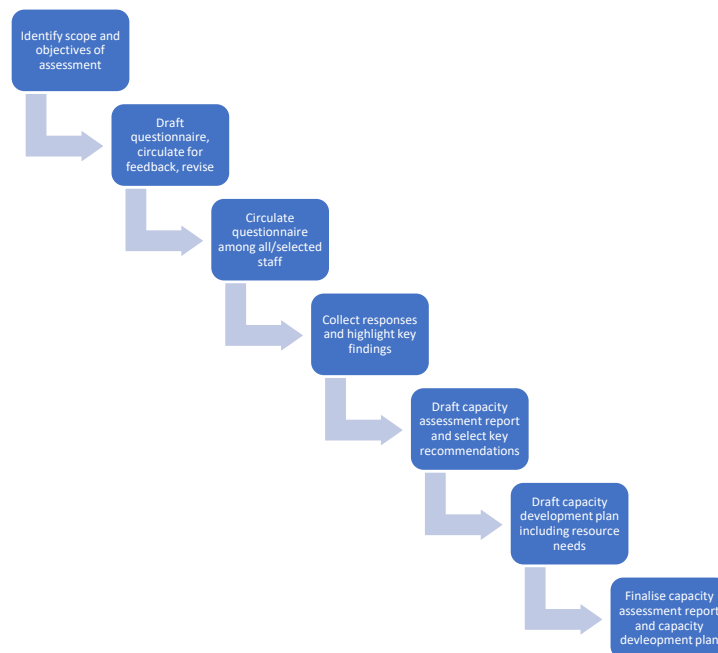 Identify scope and
objectives of
assessment
Draft
questionnaire,
circulate for
feedback, revise
Circulate
questionnaire
among all/selected
staff
Collect responses
and highlight key
findings
Draft capacity
assessment report
and select key
recommendations
Draft capacity
development plan
including resource
needs
Finalise capacity
assessment report
and capacity
devleopment plan